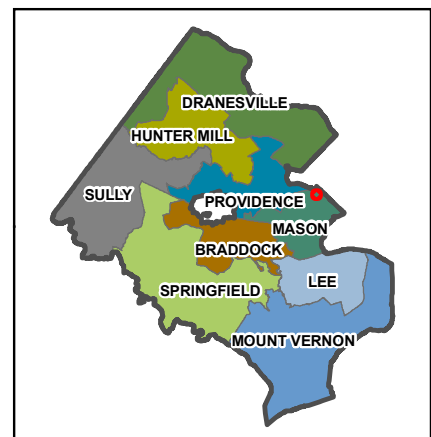 DRANESVILLE
HUNTER MILL
SULLY
PROVIDENCE
MASON
BRADDOCK
LEE
SPRINGFIELD
MOUNT VERNON